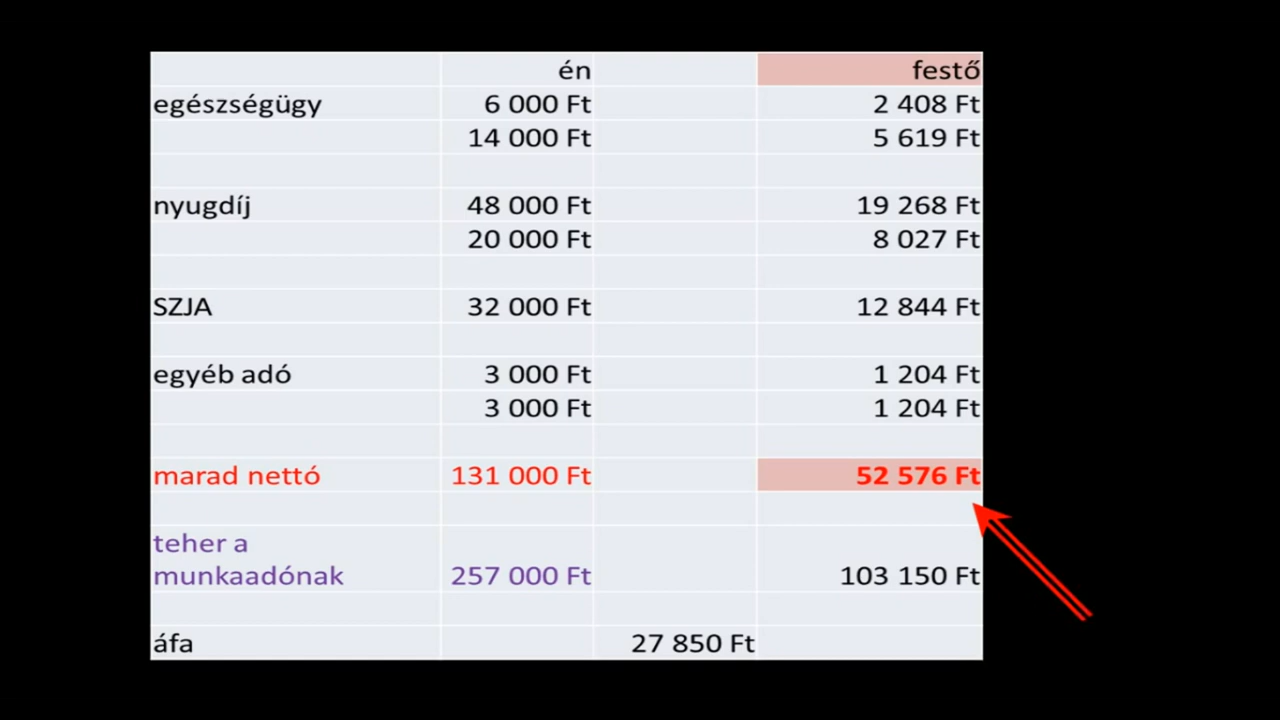 én festő
egészségügy 6 000 Ft 2 408 Ft
14 000 Ft 5 619 Ft
nyugdíj 48 000 Ft 19 268 Ft
20 000 Ft 8 027 Ft
SZJA 32 000 Ft 12 844 Ft
egyéb adó 3 000 Ft 1 204 Ft
3 000 Ft 1 204 Ft
marad nettó 131 000 Ft 52 576 Ft
teher a
munkaadónak 257 000 Ft 103 150 Ft
áfa 27 850 Ft